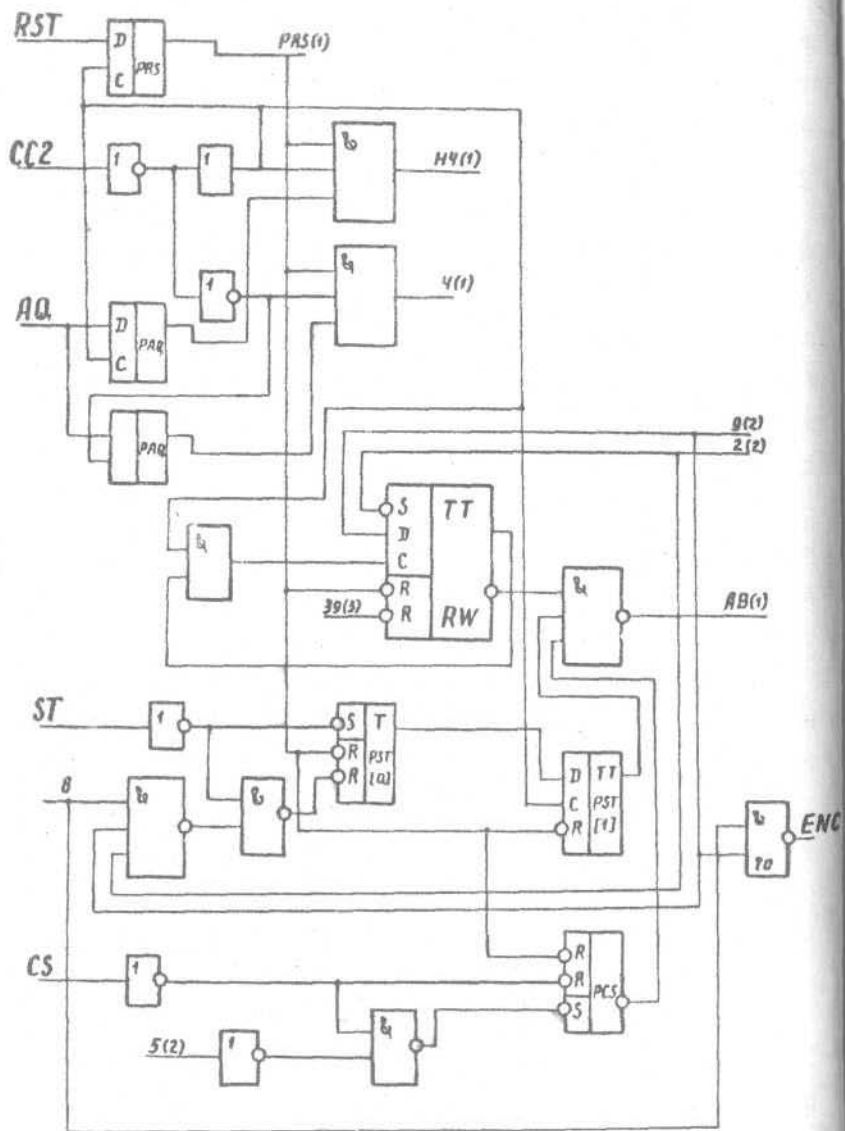 RST
D
C
PRS
PRS(1)
CC2
1
1
&
H4(1)
1
&
4(1)
AQ
D
C
PAQ
PAQ
9(2)
2(2)
&
S
D
C
R
R
TT
RW
39(3)
&
AB(1)
ST
1
S
R
R
T
PST
[0]
D
C
R
TT
PST
[1]
B
&
&
&
ENC
CS
1
R
R
S
PCS
5(2)
1
&